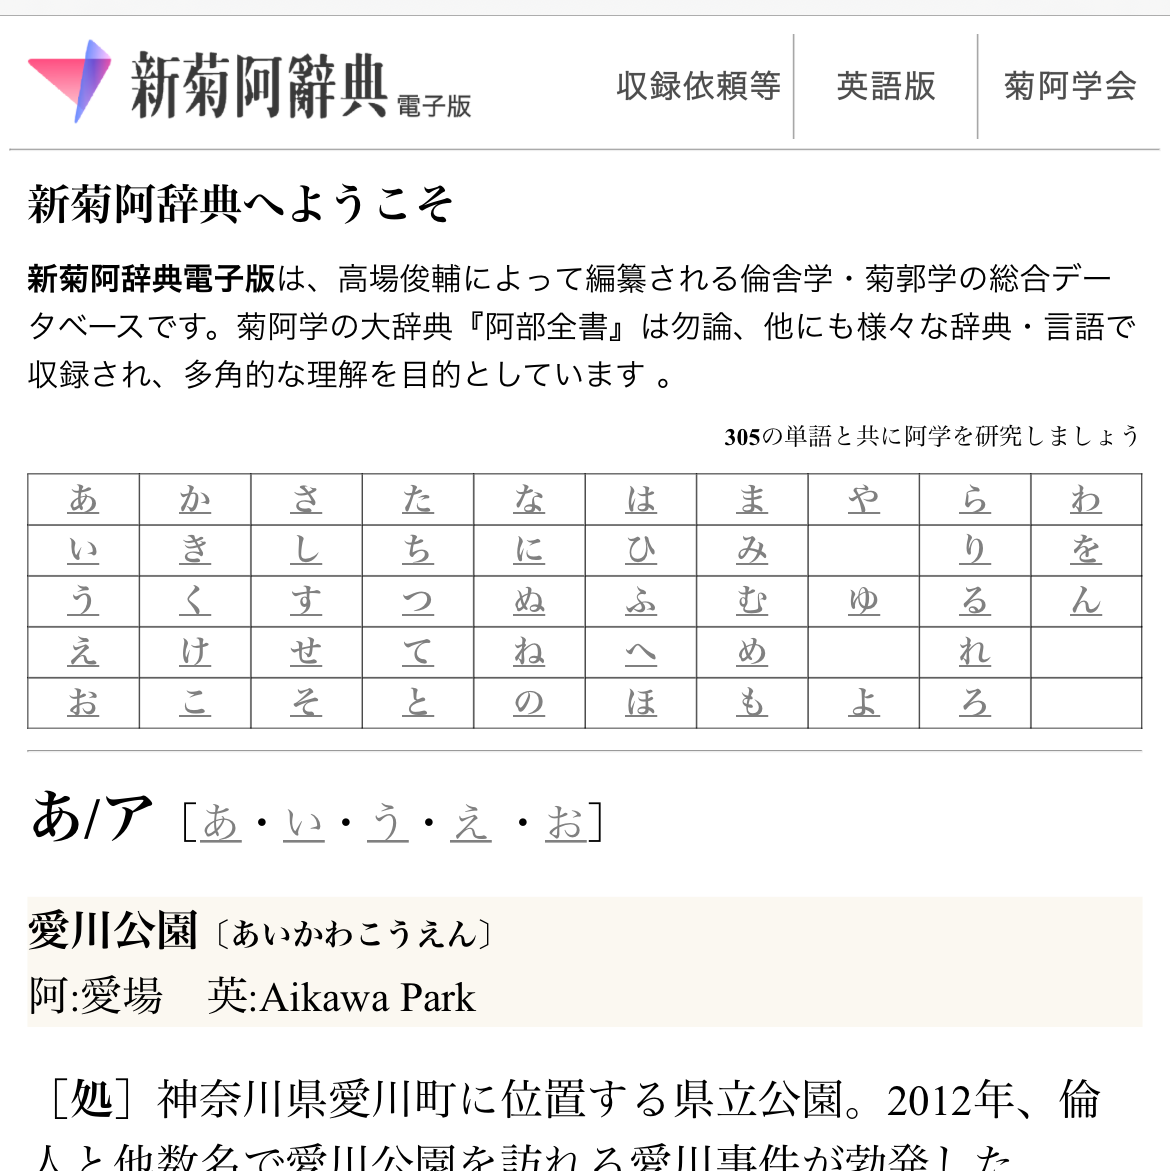 新菊阿辭典 電子版 収録依頼等 英語版 菊阿学会
新菊阿辞典へようこそ
新菊阿辞典電子版は、高場俊輔によって編纂される倫舎学・菊郭学の総合デー
タベースです。菊阿学の大辞典『阿部全書』は勿論、他にも様々な辞典・言語で
収録され、多角的な理解を目的としています 。
305の単語と共に阿学を研究しましょう
あ か さ た な は ま や ら わ
い き し ち に ひ み り を
う く す つ ぬ ふ む ゆ る ん
え け せ て ね へ め れ
お こ そ と の ほ も よ ろ
あ/ア [あ・い・う・え ・お]
愛川公園〔あいかわこうえん〕
阿:愛場 英:Aikawa Park
［処］神奈川県愛川町に位置する県立公園。2012年、倫
人と他数名で愛川公園を訪れる愛川事件が勃発した